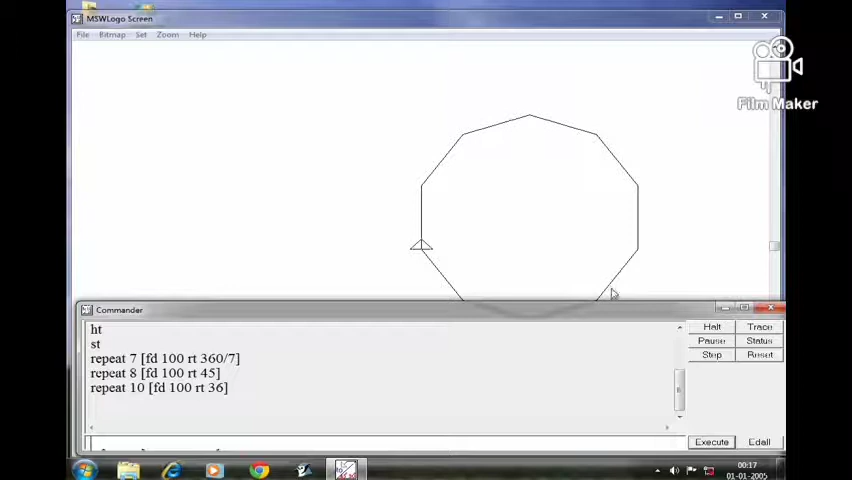 MSWLogo Screen
File Bitmap Set Zoom Help
Film Maker
Commander
ht
st
repeat 7 [fd 100 rt 360/7]
repeat 8 [fd 100 rt 45]
repeat 10 [fd 100 rt 36]
Halt Trace
Pause Status
Step Reset
Execute Edall
00:17
01-01-2005